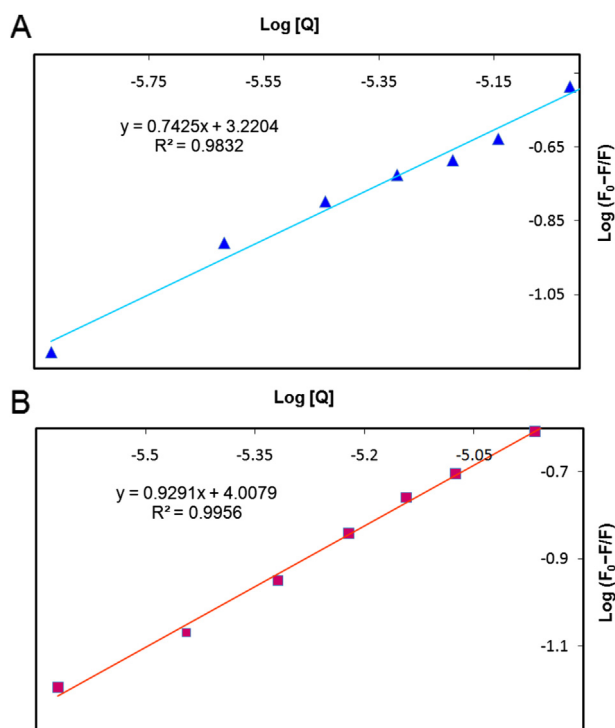 A
Log [Q]
-5.75 -5.55 -5.35 -5.15
y = 0.7425x + 3.2204
R² = 0.9832
-0.65
-0.85
-1.05
Log (F₀−F/F)
B
Log [Q]
-5.5 -5.35 -5.2 -5.05
y = 0.9291x + 4.0079
R² = 0.9956
-0.7
-0.9
-1.1
Log (F₀−F/F)